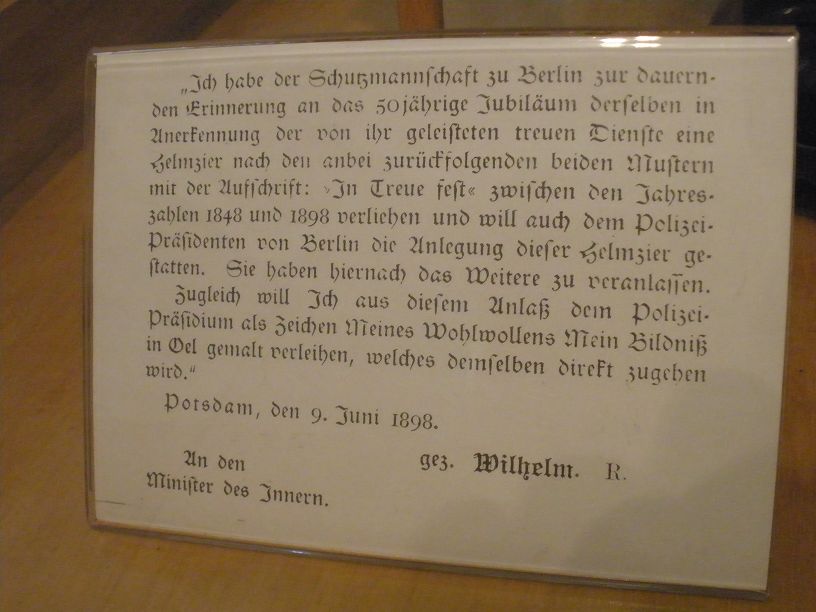 „Ich habe der Schutzmannschaft zu Berlin zur dauern-
den Erinnerung an das 50jährige Jubiläum derselben in
Anerkennung der von ihr geleisteten treuen Dienste eine
Helmzier nach den anbei zurückfolgenden beiden Mustern
mit der Aufschrift: »In Treue fest« zwischen den Jahres-
zahlen 1848 und 1898 verliehen und will auch dem Polizei-
Präsidenten von Berlin die Anlegung dieser Helmzier ge-
statten. Sie haben hiernach das Weitere zu veranlassen.
Zugleich will Ich aus diesem Anlaß dem Polizei-
Präsidium als Zeichen Meines Wohlwollens Mein Bildniß
in Oel gemalt verleihen, welches demselben direkt zugehen
wird.“
Potsdam, den 9. Juni 1898.
gez. Wilhelm. R.
An den
Minister des Innern.